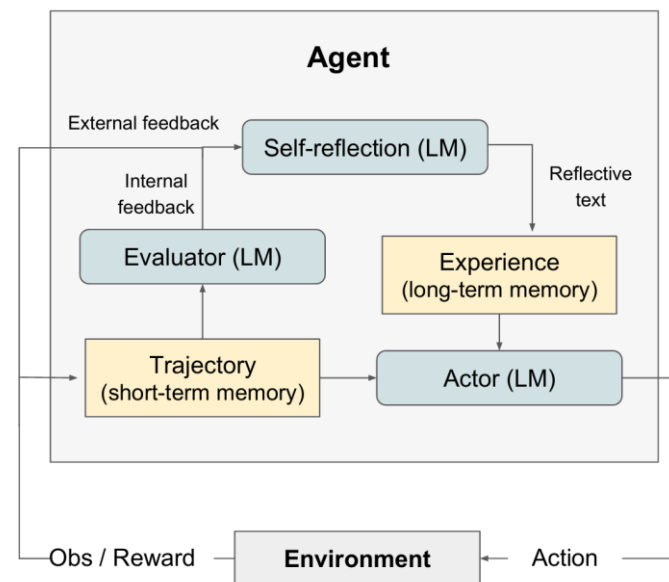 Agent
External feedback
Self-reflection (LM)
Internal
feedback
Reflective
text
Evaluator (LM)
Experience
(long-term memory)
Trajectory
(short-term memory)
Actor (LM)
Obs / Reward
Environment
Action